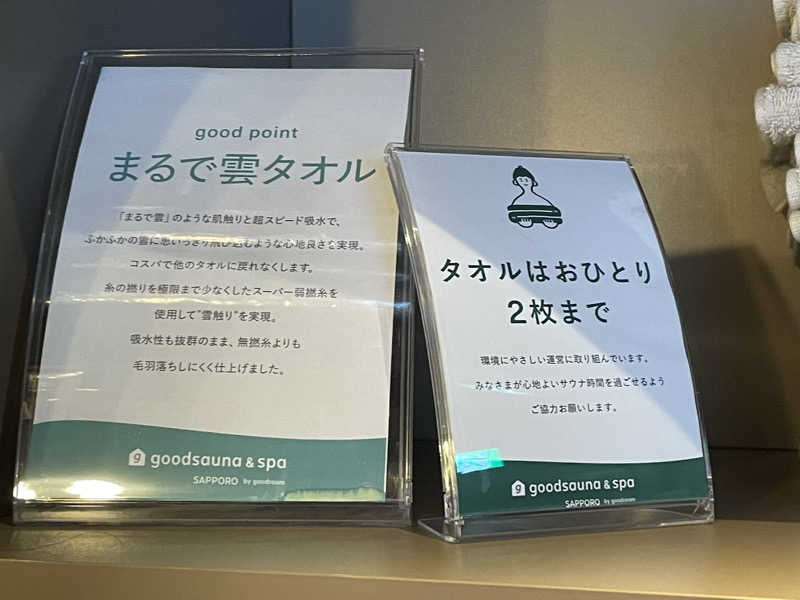 good point
まるで雲タオル
「まるで雲」のような肌触りと超スピード吸水で、
ふかふかの雲に思いっきり飛び込むような心地良さを実現。
コスパで他のタオルに戻れなくします。
糸の撚りを極限まで少なくしたスーパー弱撚糸を
使用して"雲触り"を実現。
吸水性も抜群のまま、無撚糸よりも
毛羽落ちしにくく仕上げました。
goodsauna & spa
SAPPORO by goodroom
タオルはおひとり
2枚まで
環境にやさしい運営に取り組んでいます。
みなさまが心地よいサウナ時間を過ごせるよう
ご協力お願いします。
goodsauna & spa
SAPPORO by goodroom